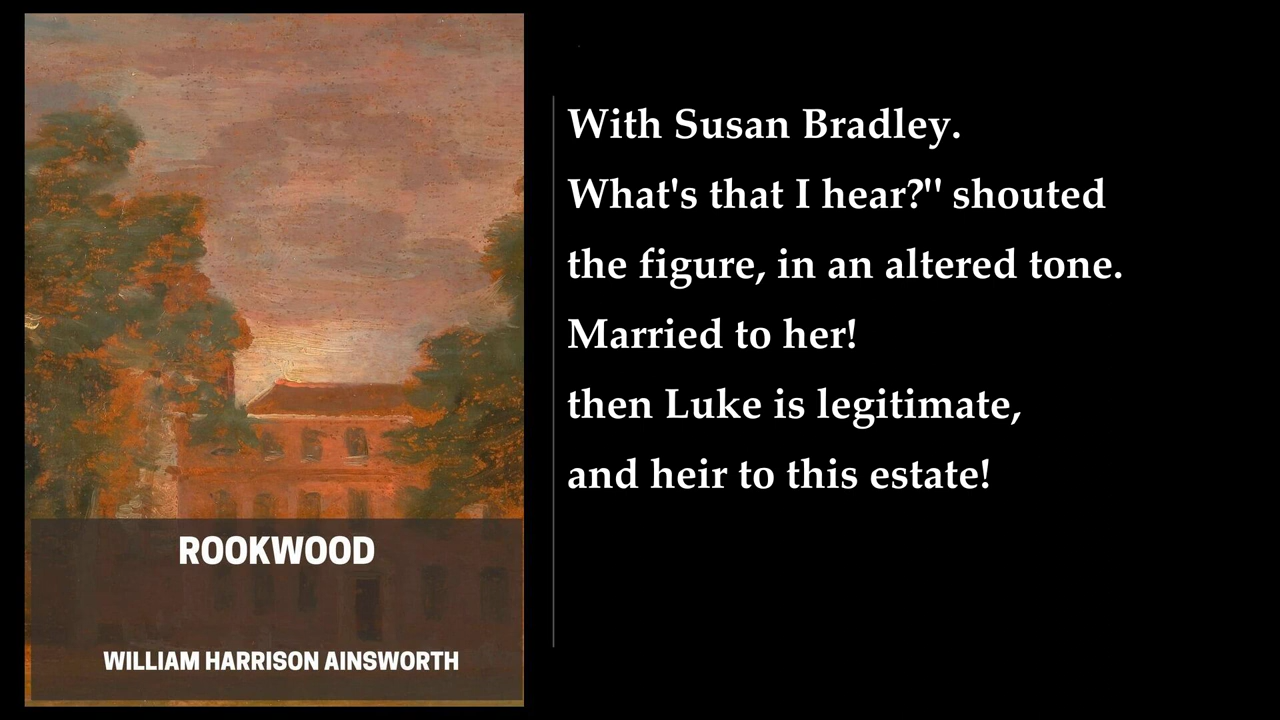 ROOKWOOD
WILLIAM HARRISON AINSWORTH
With Susan Bradley.
What's that I hear?" shouted
the figure, in an altered tone.
Married to her!
then Luke is legitimate,
and heir to this estate!